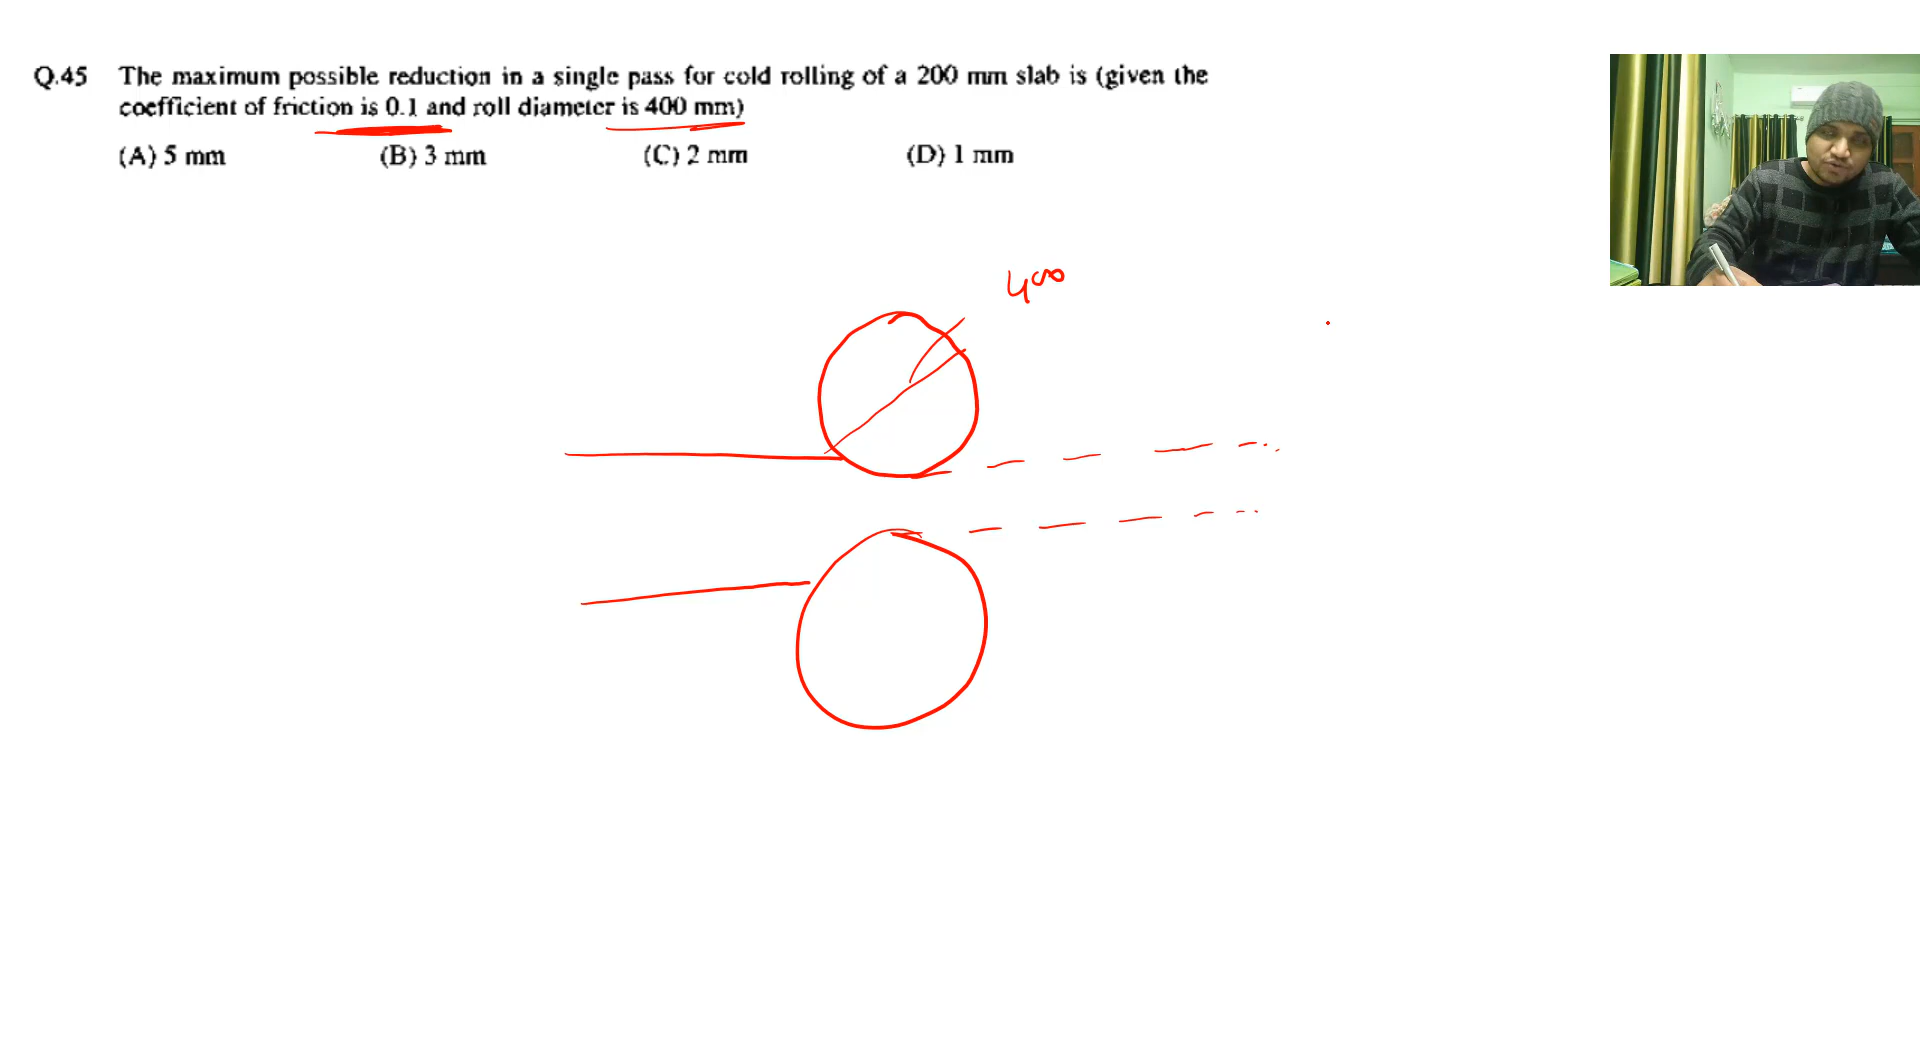 Q.45 The maximum possible reduction in a single pass for cold rolling of a 200 mm slab is (given the
coefficient of friction is 0.1 and roll diameter is 400 mm)
(A) 5 mm (B) 3 mm (C) 2 mm (D) 1 mm
400